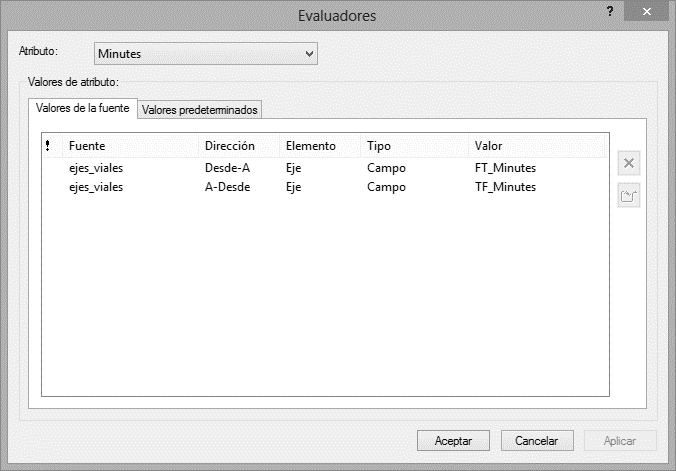 Evaluadores
?
Atributo: Minutes
Valores de atributo:
Valores de la fuente Valores predeterminados
! Fuente Dirección Elemento Tipo Valor
ejes_viales Desde-A Eje Campo FT_Minutes
ejes_viales A-Desde Eje Campo TF_Minutes
Aceptar Cancelar Aplicar